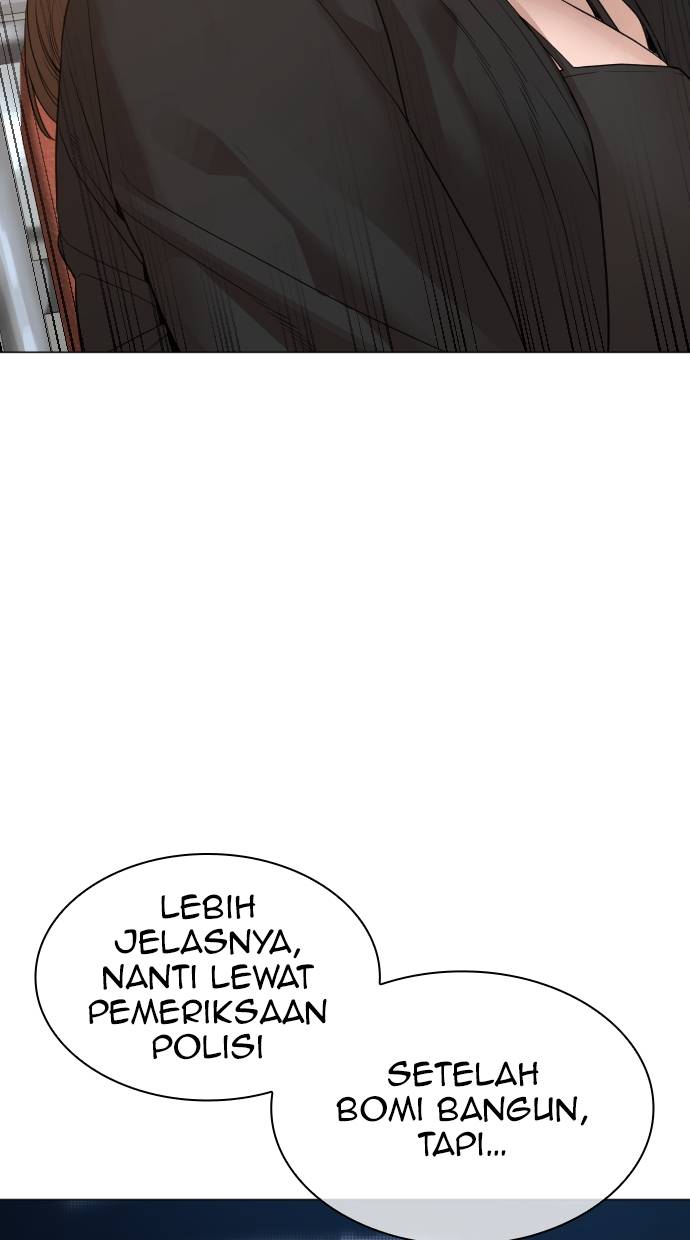 LEBIH
JELASNYA,
NANTI LEWAT
PEMERIKSAAN
POLISI
SETELAH
BOMI BANGUN,
TAPI...